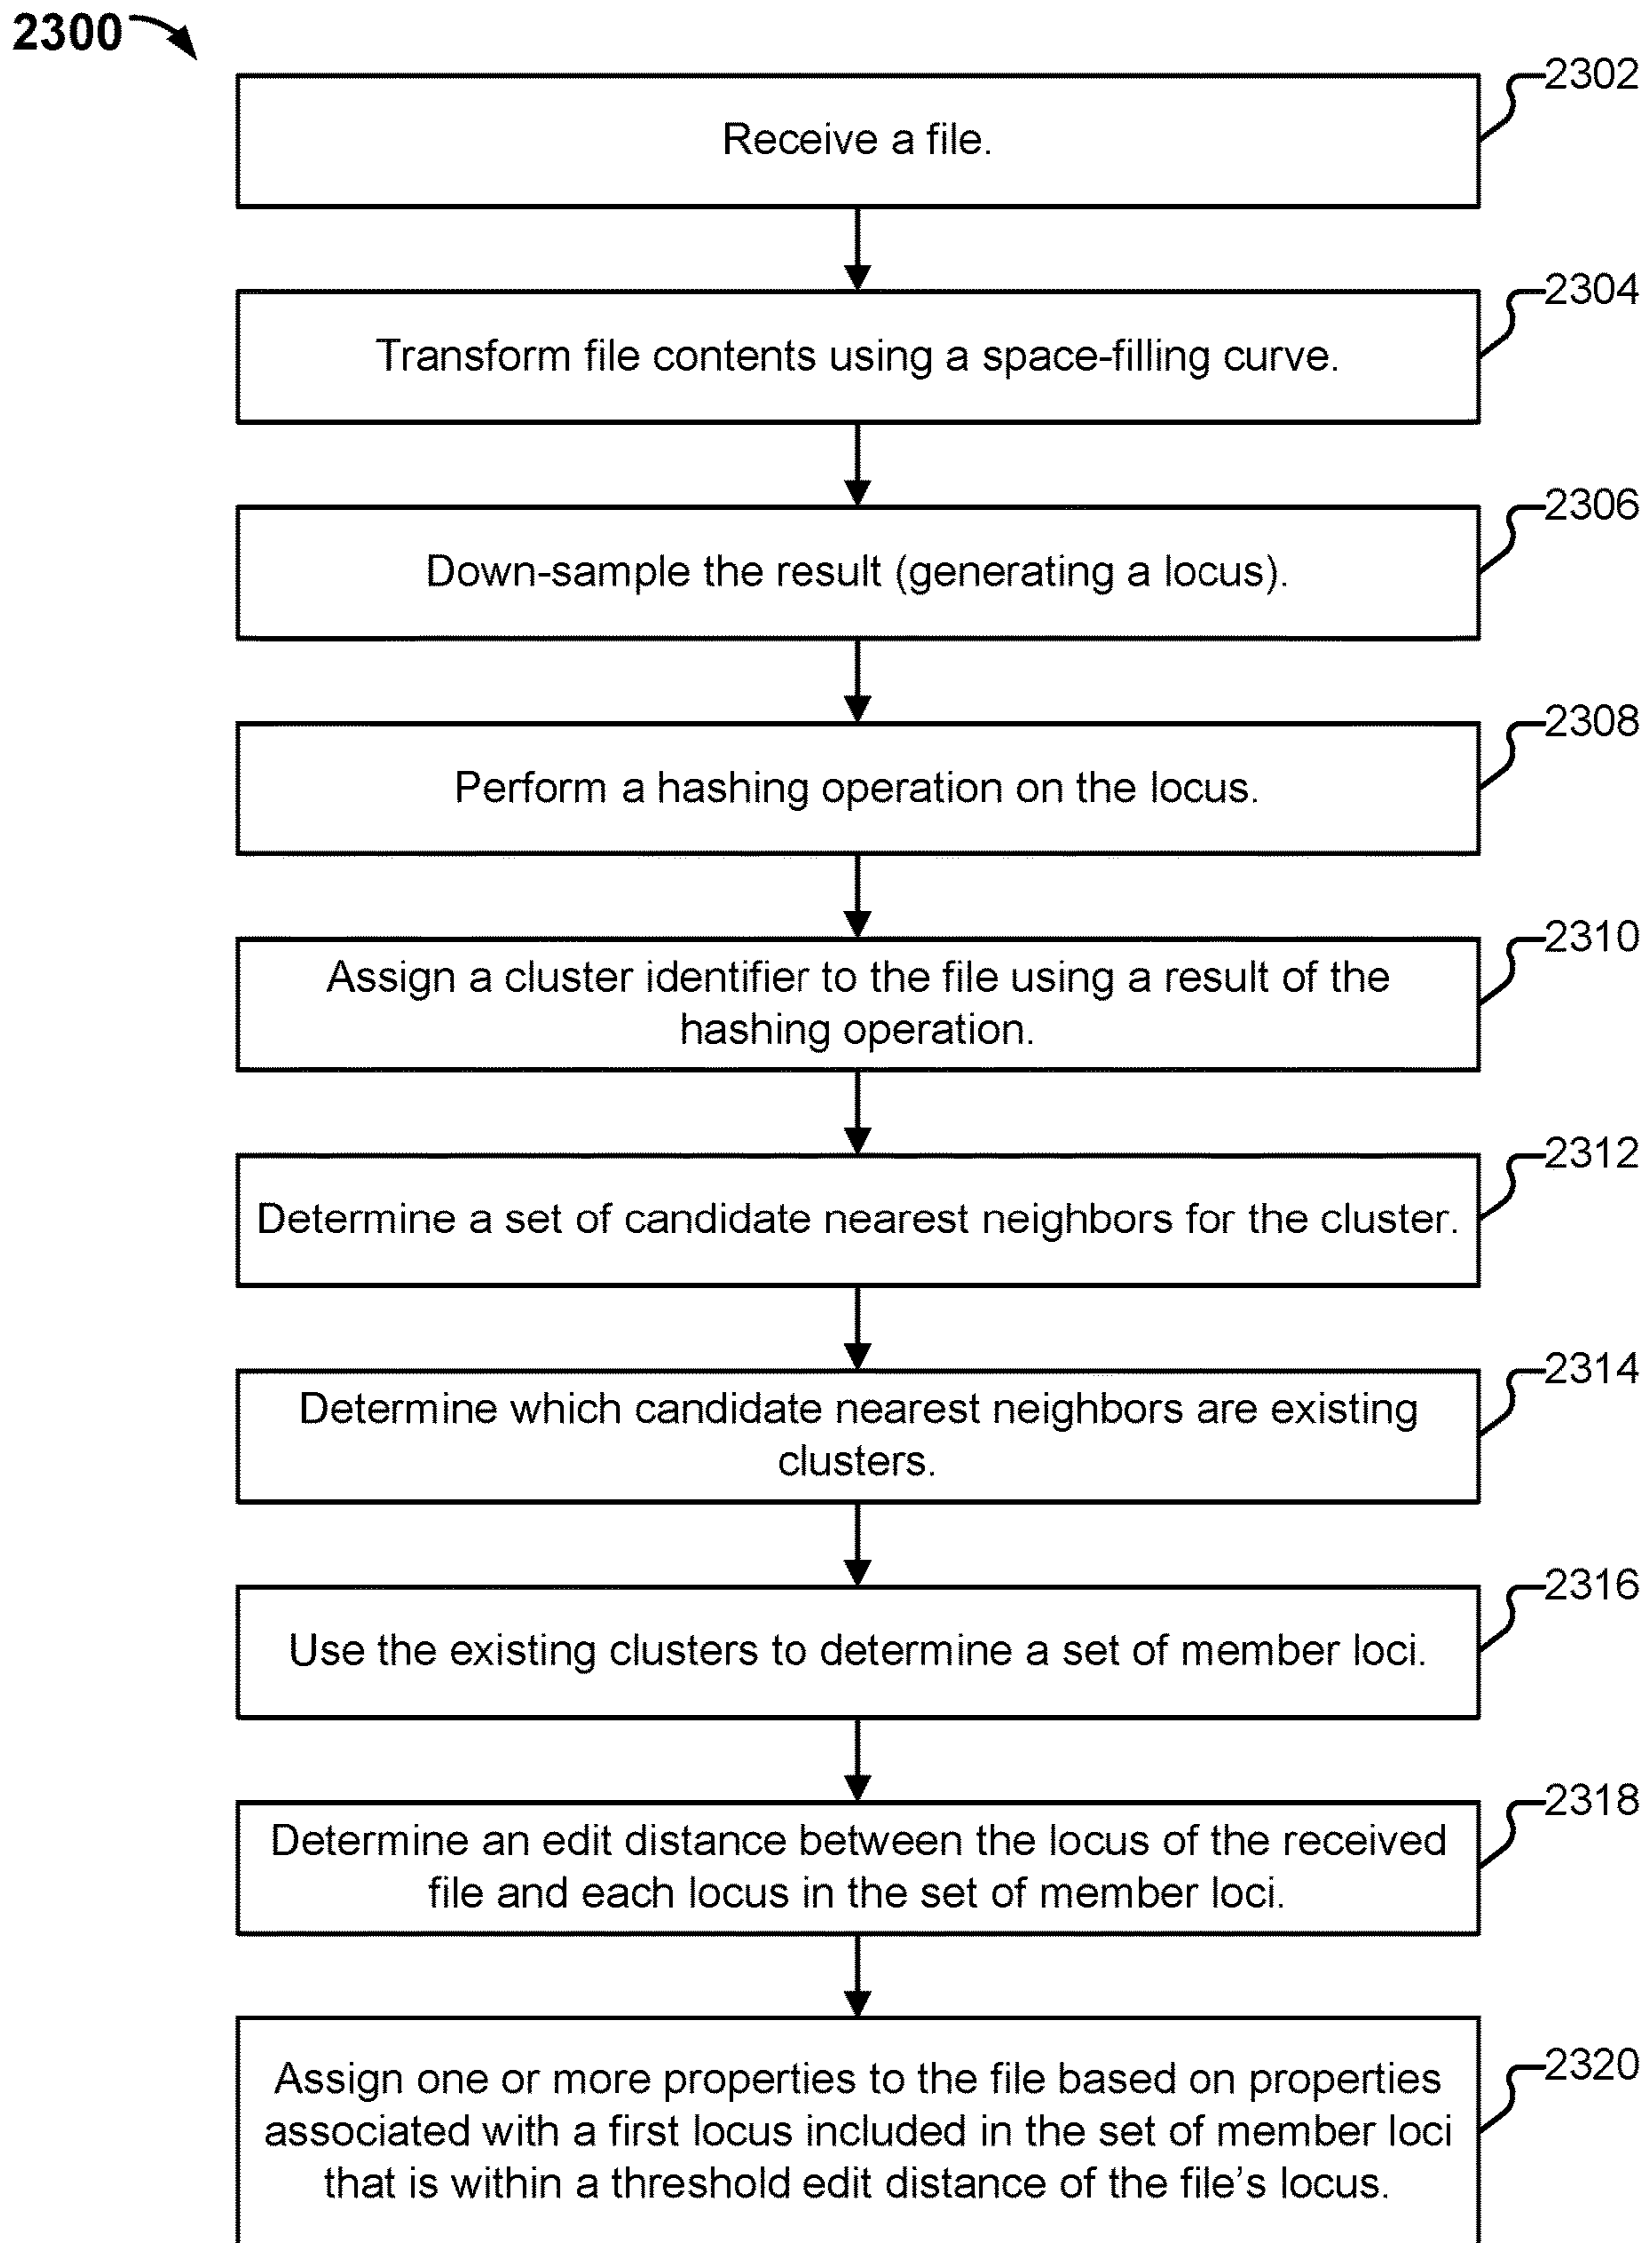 2300
2302
Receive a file.
2304
Transform file contents using a space-filling curve.
2306
Down-sample the result (generating a locus).
2308
Perform a hashing operation on the locus.
2310
Assign a cluster identifier to the file using a result of the
hashing operation.
2312
Determine a set of candidate nearest neighbors for the cluster.
2314
Determine which candidate nearest neighbors are existing
clusters.
2316
Use the existing clusters to determine a set of member loci.
2318
Determine an edit distance between the locus of the received
file and each locus in the set of member loci.
2320
Assign one or more properties to the file based on properties
associated with a first locus included in the set of member loci
that is within a threshold edit distance of the file's locus.